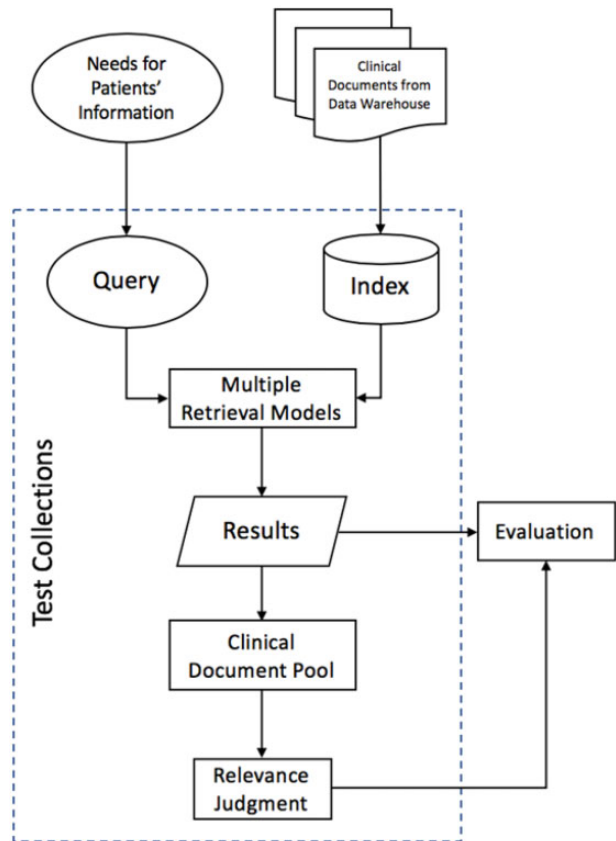 Needs for
Patients’
Information
Clinical
Documents from
Data Warehouse
Query
Index
Multiple
Retrieval Models
Test Collections
Results
Evaluation
Clinical
Document Pool
Relevance
Judgment